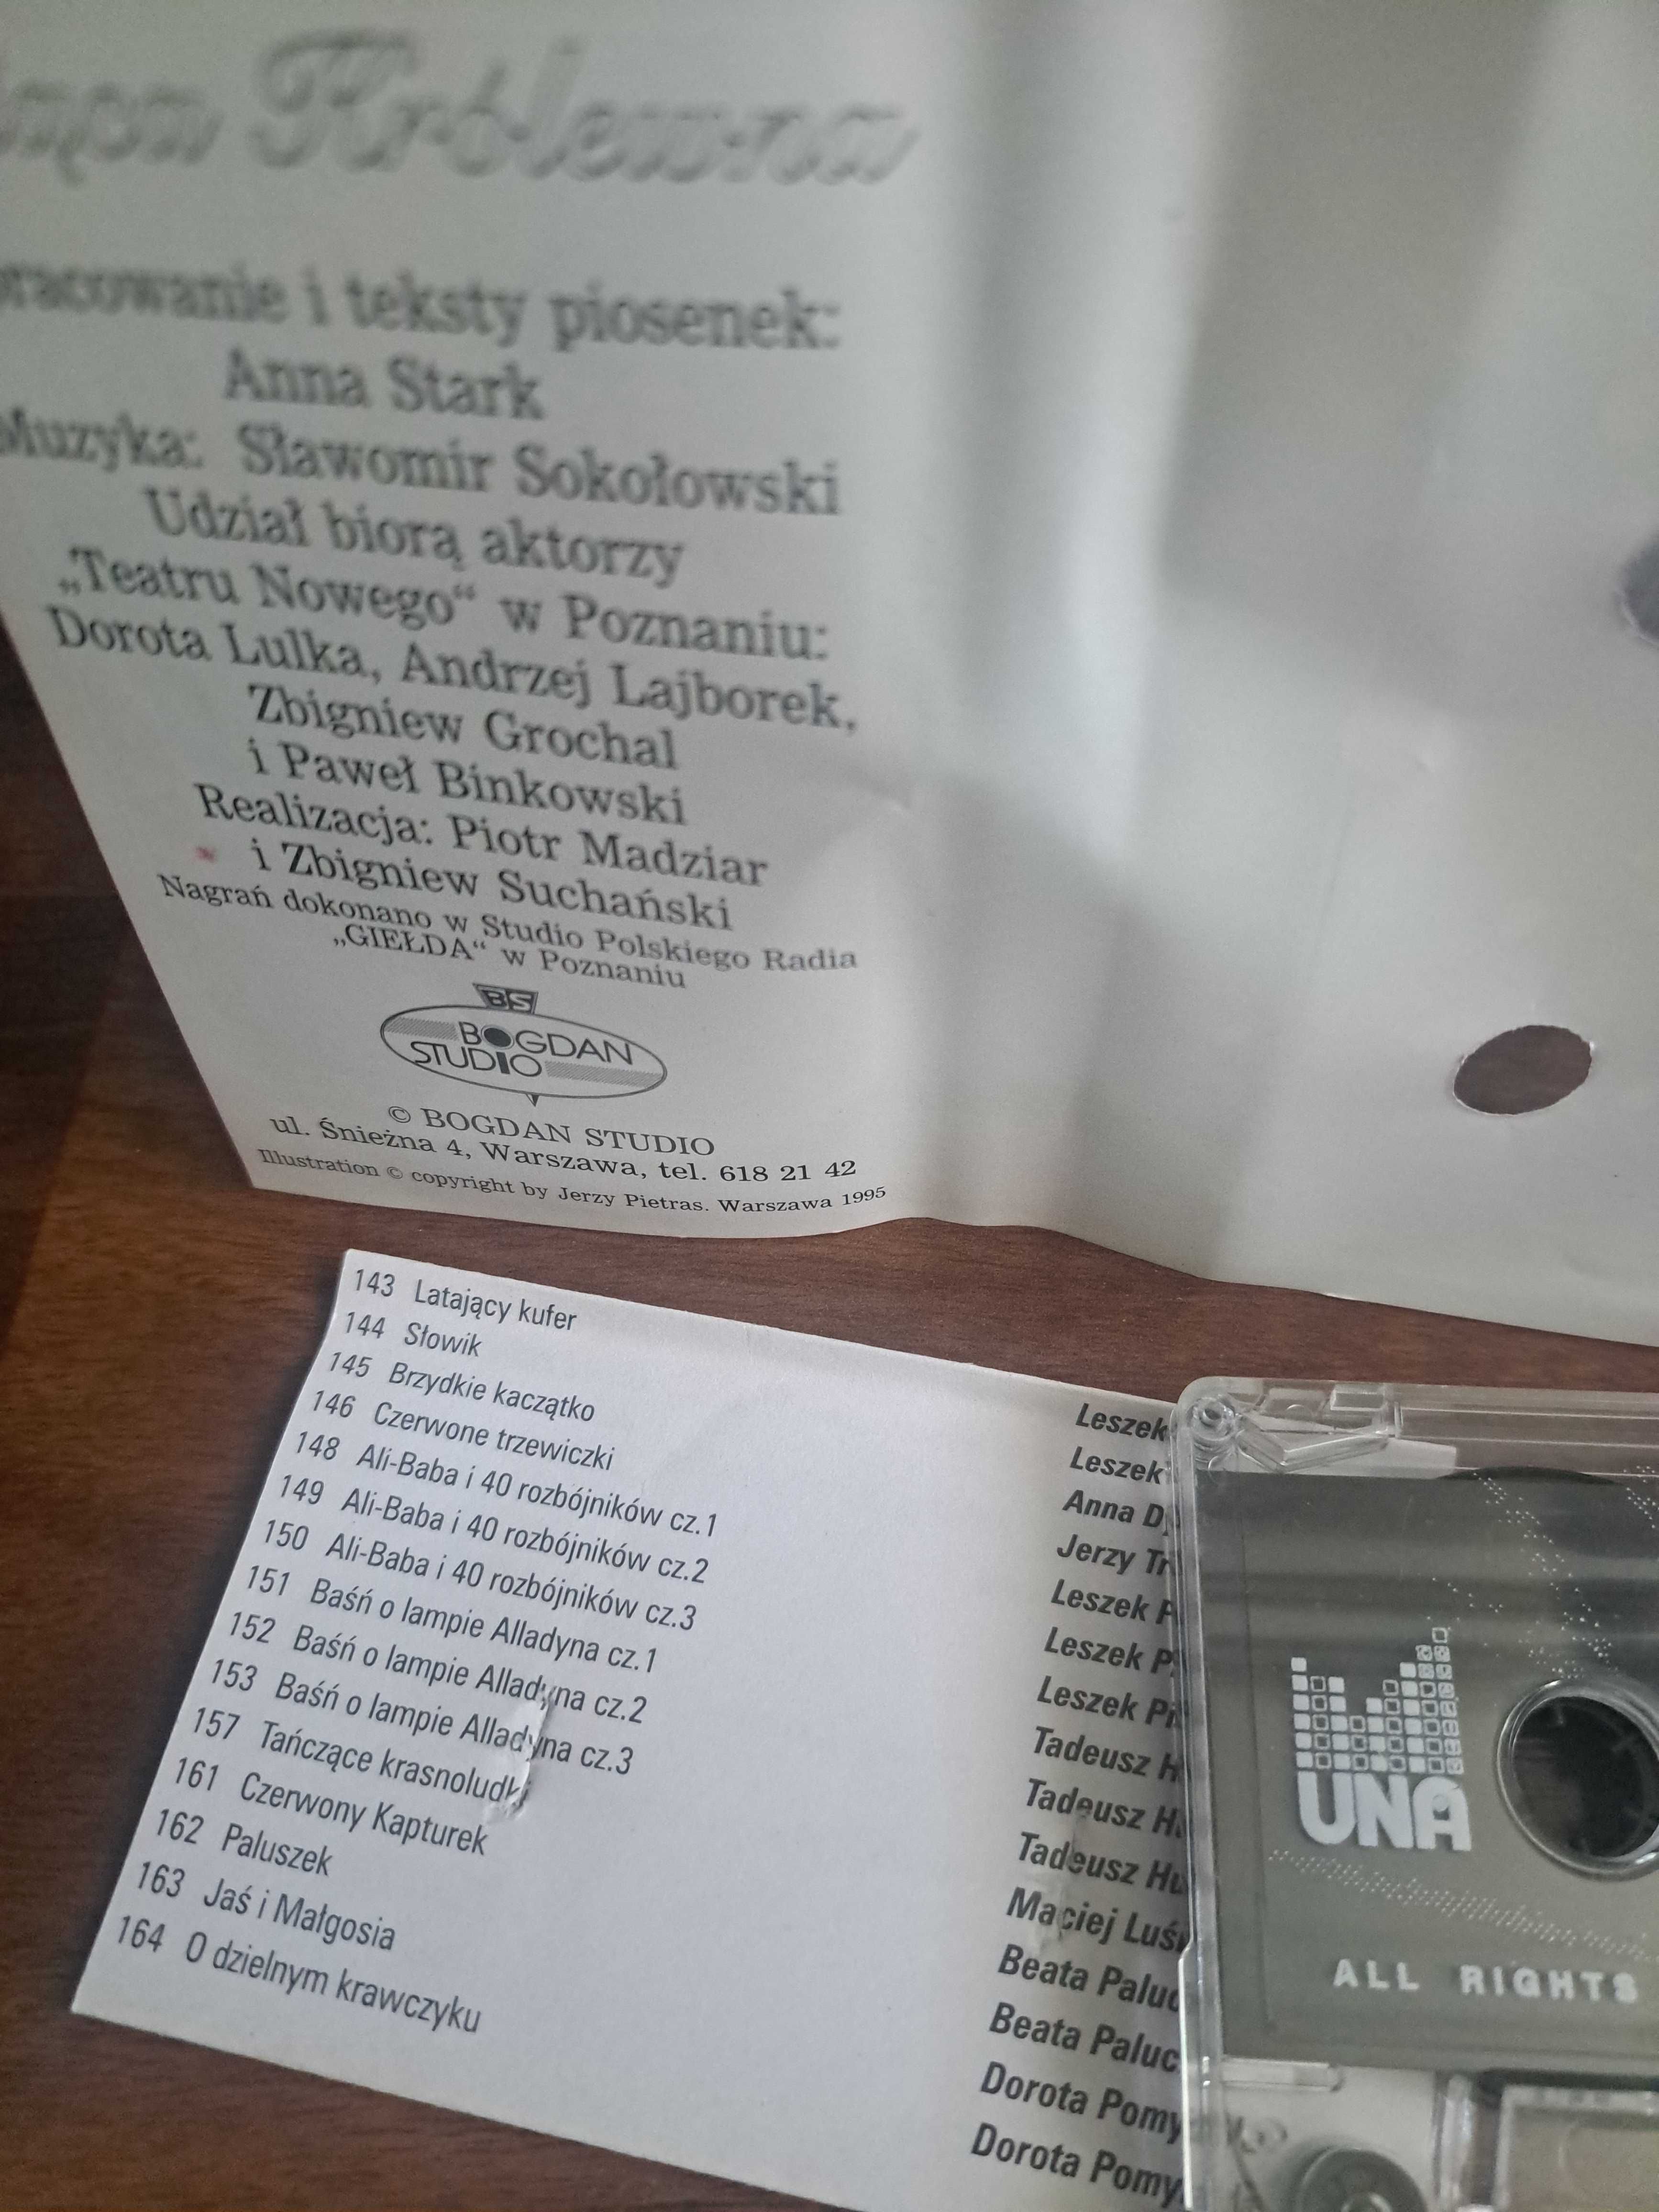 Królewna
i teksty piosenek:
Anna Stark
Muzyka: Sławomir Sokołowski
Udział biorą aktorzy
„Teatru Nowego“ w Poznaniu:
Dorota Lulka, Andrzej Lajborek,
Zbigniew Grochal
i Paweł Binkowski
Realizacja: Piotr Madziar
i Zbigniew Suchański
Nagrań dokonano w Studio Polskiego Radia
„GIEŁDA“ w Poznaniu
BS
BOGDAN
STUDIO
© BOGDAN STUDIO
ul. Śnieżna 4, Warszawa, tel. 618 21 42
Illustration © copyright by Jerzy Pietras. Warszawa 1995
143 Latający kufer Leszek
144 Słowik Leszek
145 Brzydkie kaczątko Anna
146 Czerwone trzewiczki Jerzy
148 Ali-Baba i 40 rozbójników cz.1 Leszek
149 Ali-Baba i 40 rozbójników cz.2 Leszek
150 Ali-Baba i 40 rozbójników cz.3 Leszek
151 Baśń o lampie Alladyna cz.1 Tadeusz
152 Baśń o lampie Alladyna cz.2 Tadeusz
153 Baśń o lampie Alladyna cz.3 Tadeusz
157 Tańczące krasnoludki Maciej
161 Czerwony Kapturek Beata
162 Paluszek Beata
163 Jaś i Małgosia Dorota
164 O dzielnym krawczyku Dorota
UNA
ALL RIGHTS